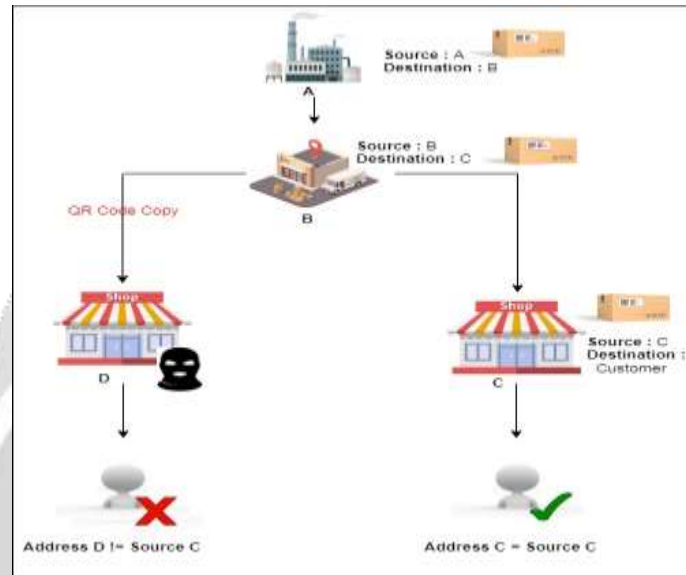 Source : A
Destination : B
A
Source : B
Destination : C
B
QR Code Copy
Shop
D
Shop
C
Source : C
Destination :
Customer
Address D != Source C
Address C = Source C